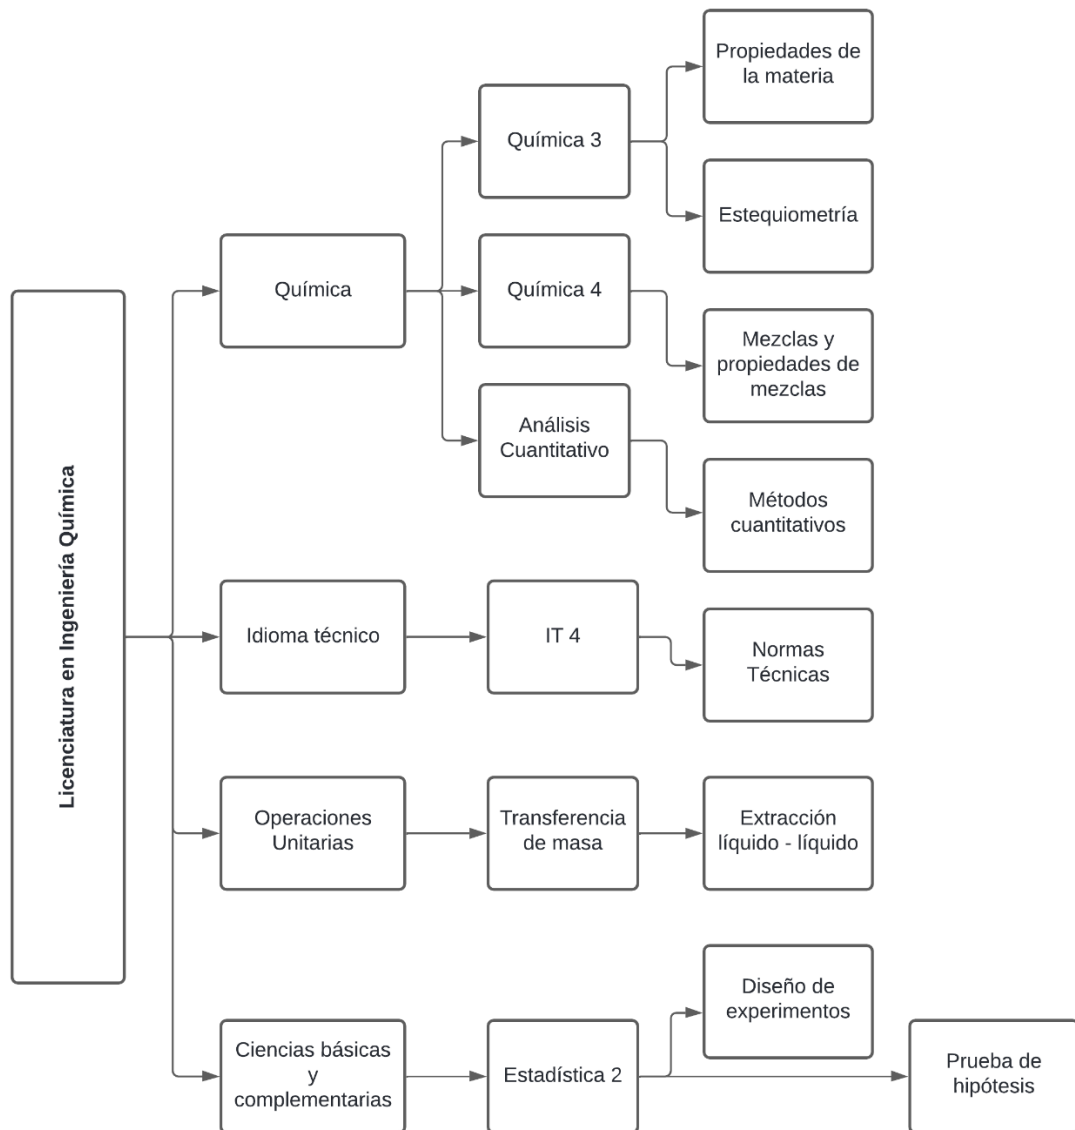 Licenciatura en Ingeniería Química
Química
Química 3
Propiedades de
la materia
Estequiometría
Química 4
Mezclas y
propiedades de
mezclas
Análisis
Cuantitativo
Métodos
cuantitativos
Idioma técnico
IT 4
Normas
Técnicas
Operaciones
Unitarias
Transferencia
de masa
Extracción
líquido - líquido
Ciencias básicas
y
complementarias
Estadística 2
Diseño de
experimentos
Prueba de
hipótesis